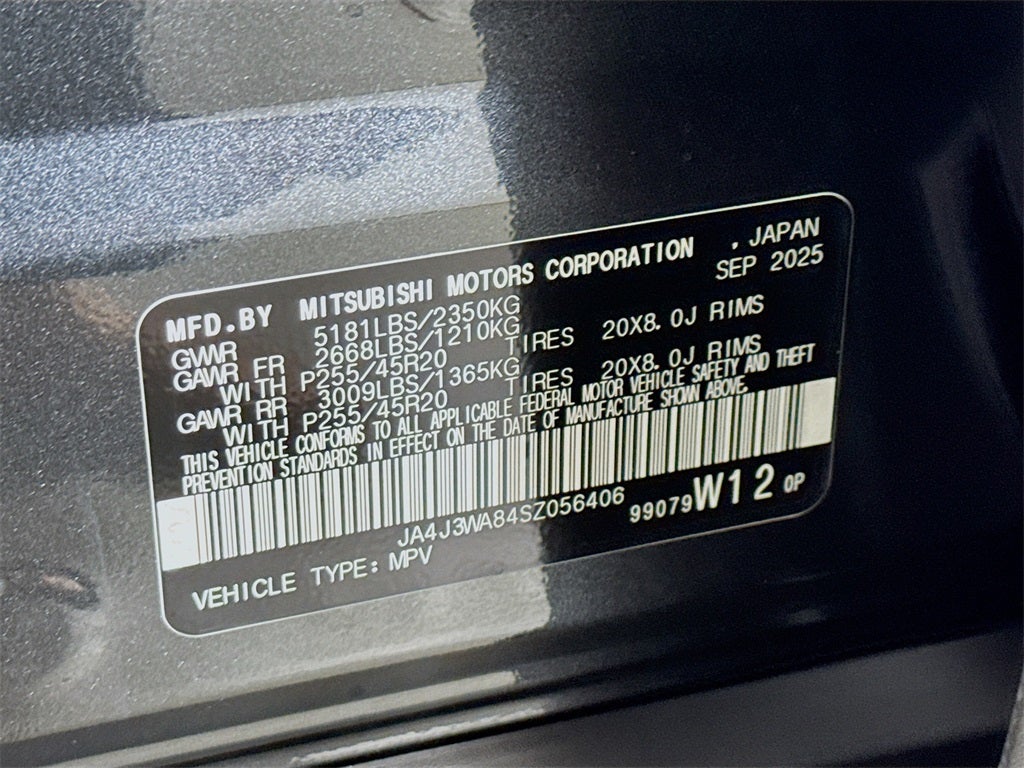 MFD.BY MITSUBISHI MOTORS CORPORATION , JAPAN
SEP 2025
GWR 5181LBS/2350KG
GAWR FR 2668LBS/1210KG
WITH P255/45R20 TIRES 20X8.0J RIMS
GAWR RR 3009LBS/1365KG
WITH P255/45R20 TIRES 20X8.0J RIMS
THIS VEHICLE CONFORMS TO ALL APPLICABLE FEDERAL MOTOR VEHICLE SAFETY AND THEFT
PREVENTION STANDARDS IN EFFECT ON THE DATE OF MANUFACTURE SHOWN ABOVE.
JA4J3WA84SZ056406 99079 W12 0P
VEHICLE TYPE: MPV